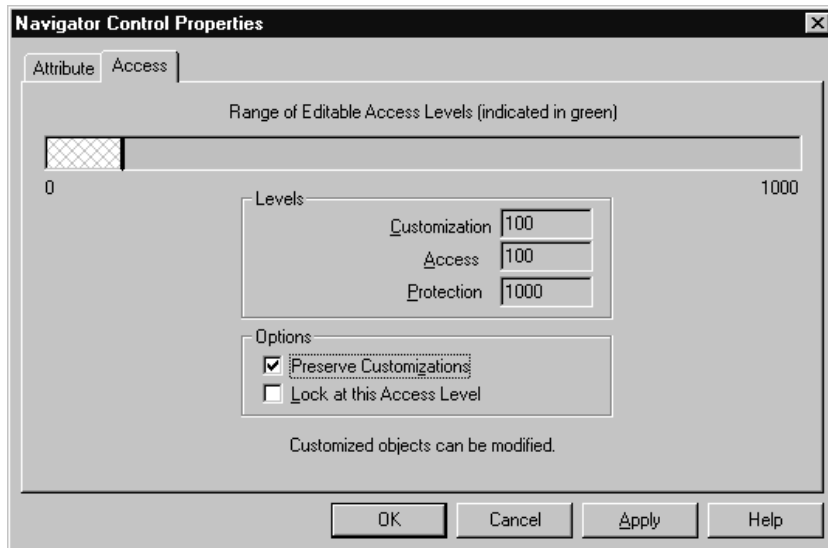 Navigator Control Properties
Attribute Access
Range of Editable Access Levels (indicated in green)
0 1000
Levels
Customization 100
Access 100
Protection 1000
Options
Preserve Customizations
Lock at this Access Level
Customized objects can be modified.
OK Cancel Apply Help